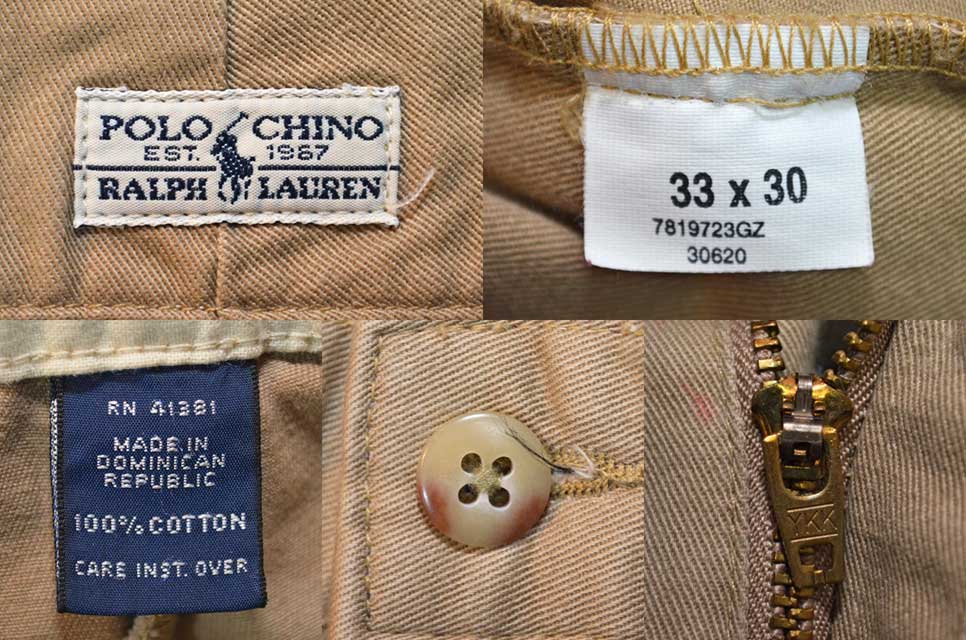 POLO CHINO
EST. 1967
RALPH LAUREN
33 x 30
7819723GZ
30620
RN 41381
MADE IN
DOMINICAN
REPUBLIC
100% COTTON
CARE INST. OVER
YKK